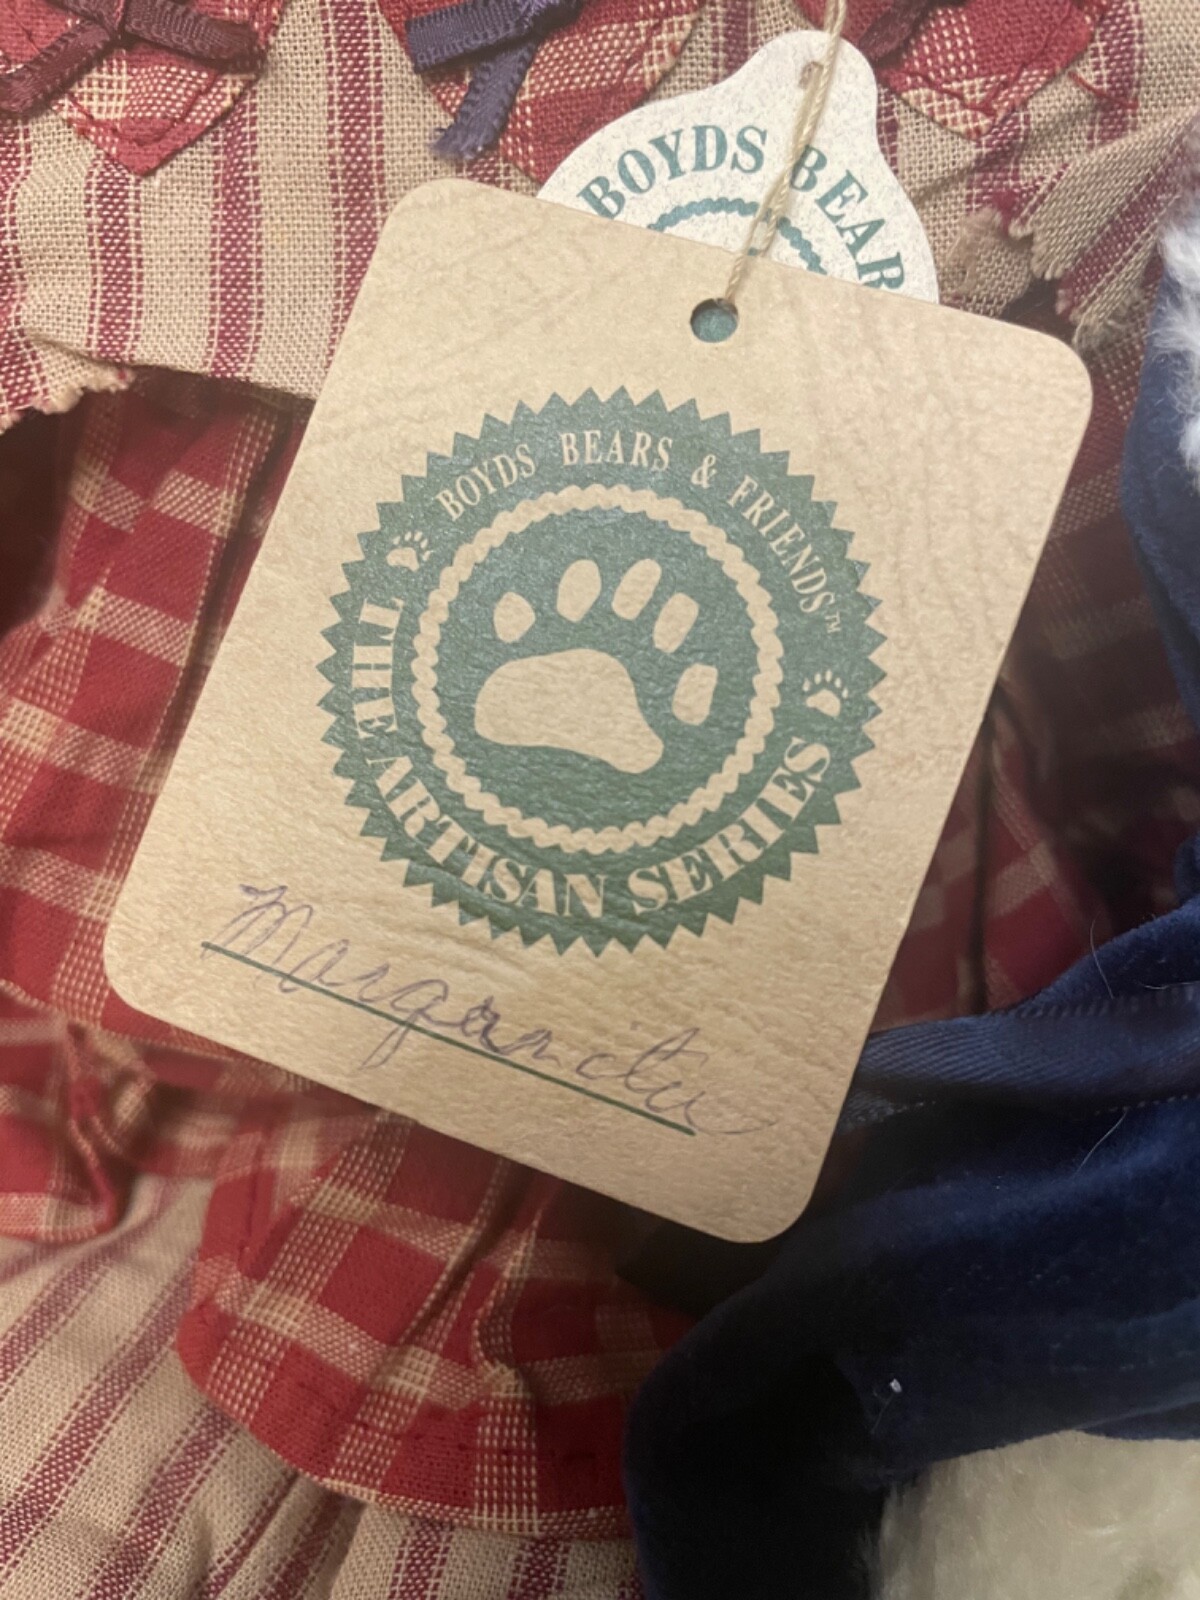 BOYDS BEAR
BOYDS BEARS & FRIENDS™
THE ARTISAN SERIES
Margarita